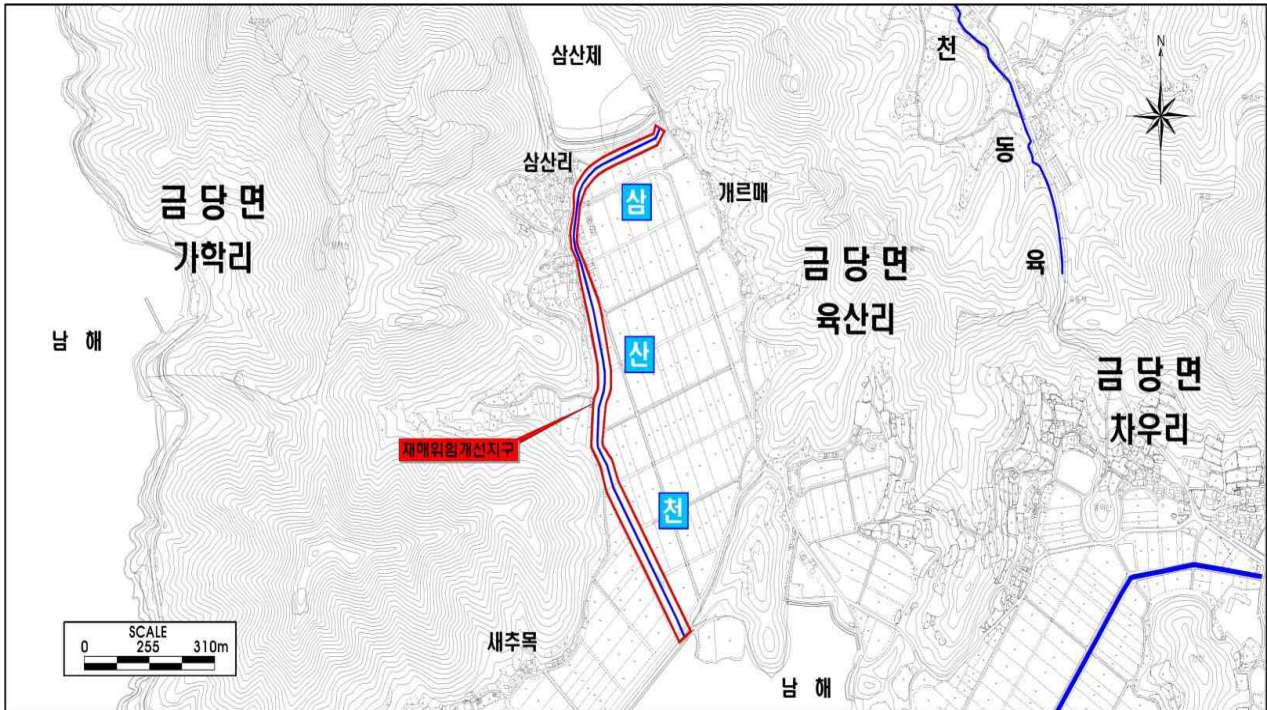 삼산제
천
N
동
삼산리
개르매
삼
금당면
가학리
육
금당면
육산리
남 해
산
금당면
차우리
재해위험개선지구
천
SCALE
0 255 310m
새추목
남 해